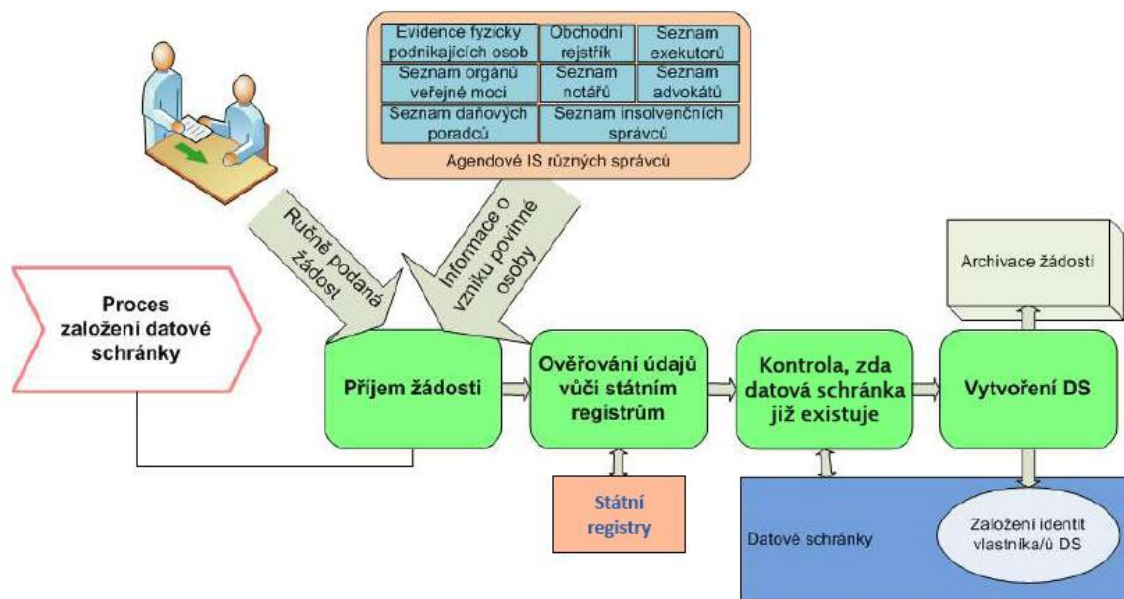 Evidence fyzicky
podnikajících osob
Obchodní
rejstřík
Seznam
exekutorů
Seznam orgánů
veřejné moci
Seznam
notářů
Seznam
advokátů
Seznam daňových
poradců
Seznam insolvenčních
správců
Agendové IS různých správců
Ručně podaná
žádost
Informace o
vzniku povinné
osoby
Archivace žádostí
Proces
založení datové
schránky
Příjem žádosti
Ověřování údajů
vůči státním
registrům
Kontrola, zda
datová schránka
již existuje
Vytvoření DS
Státní
registry
Datové schránky
Založení identit
vlastníka/ů DS